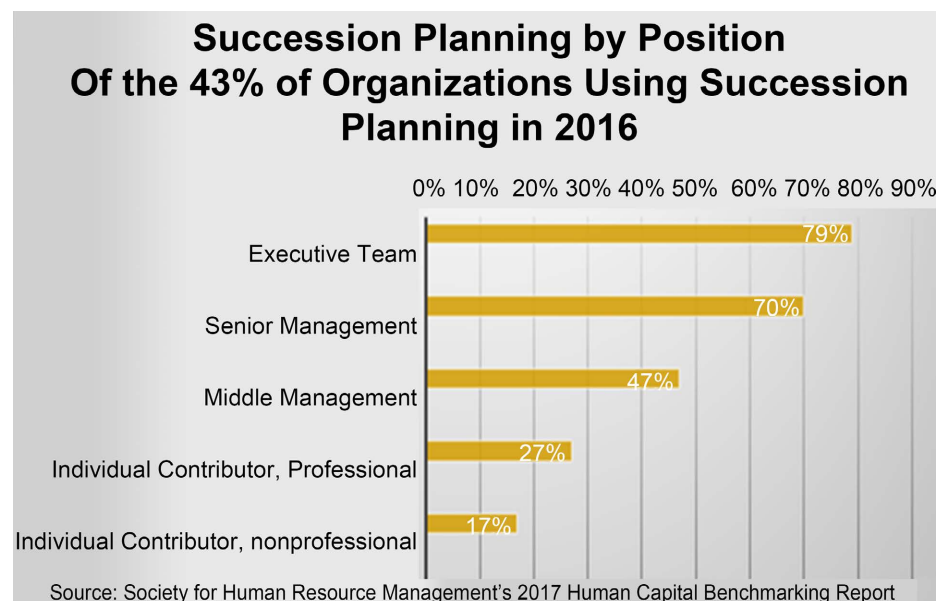 Succession Planning by Position
Of the 43% of Organizations Using Succession
Planning in 2016
0% 10% 20% 30% 40% 50% 60% 70% 80% 90%
79%
Executive Team
70%
Senior Management
47%
Middle Management
27%
Individual Contributor, Professional
17%
Individual Contributor, nonprofessional
Source: Society for Human Resource Management's 2017 Human Capital Benchmarking Report